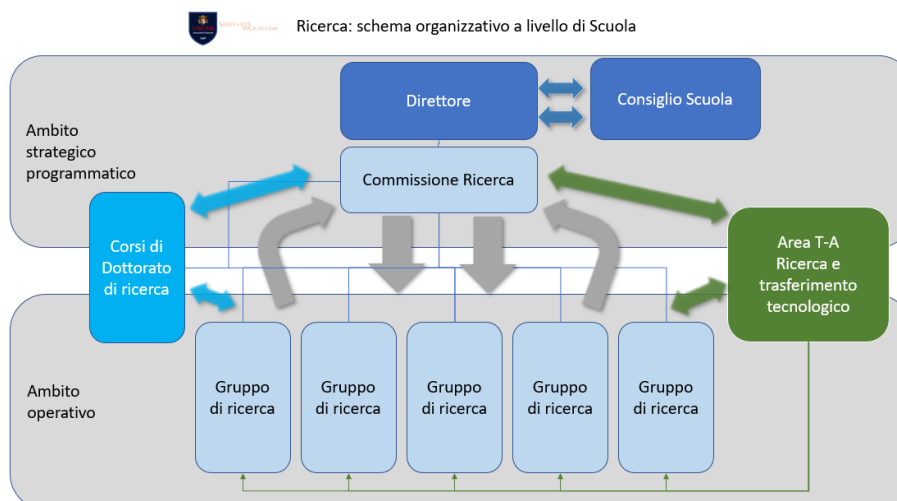 Ricerca: schema organizzativo a livello di Scuola
Direttore
Consiglio Scuola
Ambito
strategico
programmatico
Commissione Ricerca
Corsi di
Dottorato
di ricerca
Area T-A
Ricerca e
trasferimento
tecnologico
Ambito
operativo
Gruppo
di ricerca
Gruppo
di ricerca
Gruppo
di ricerca
Gruppo
di ricerca
Gruppo
di ricerca